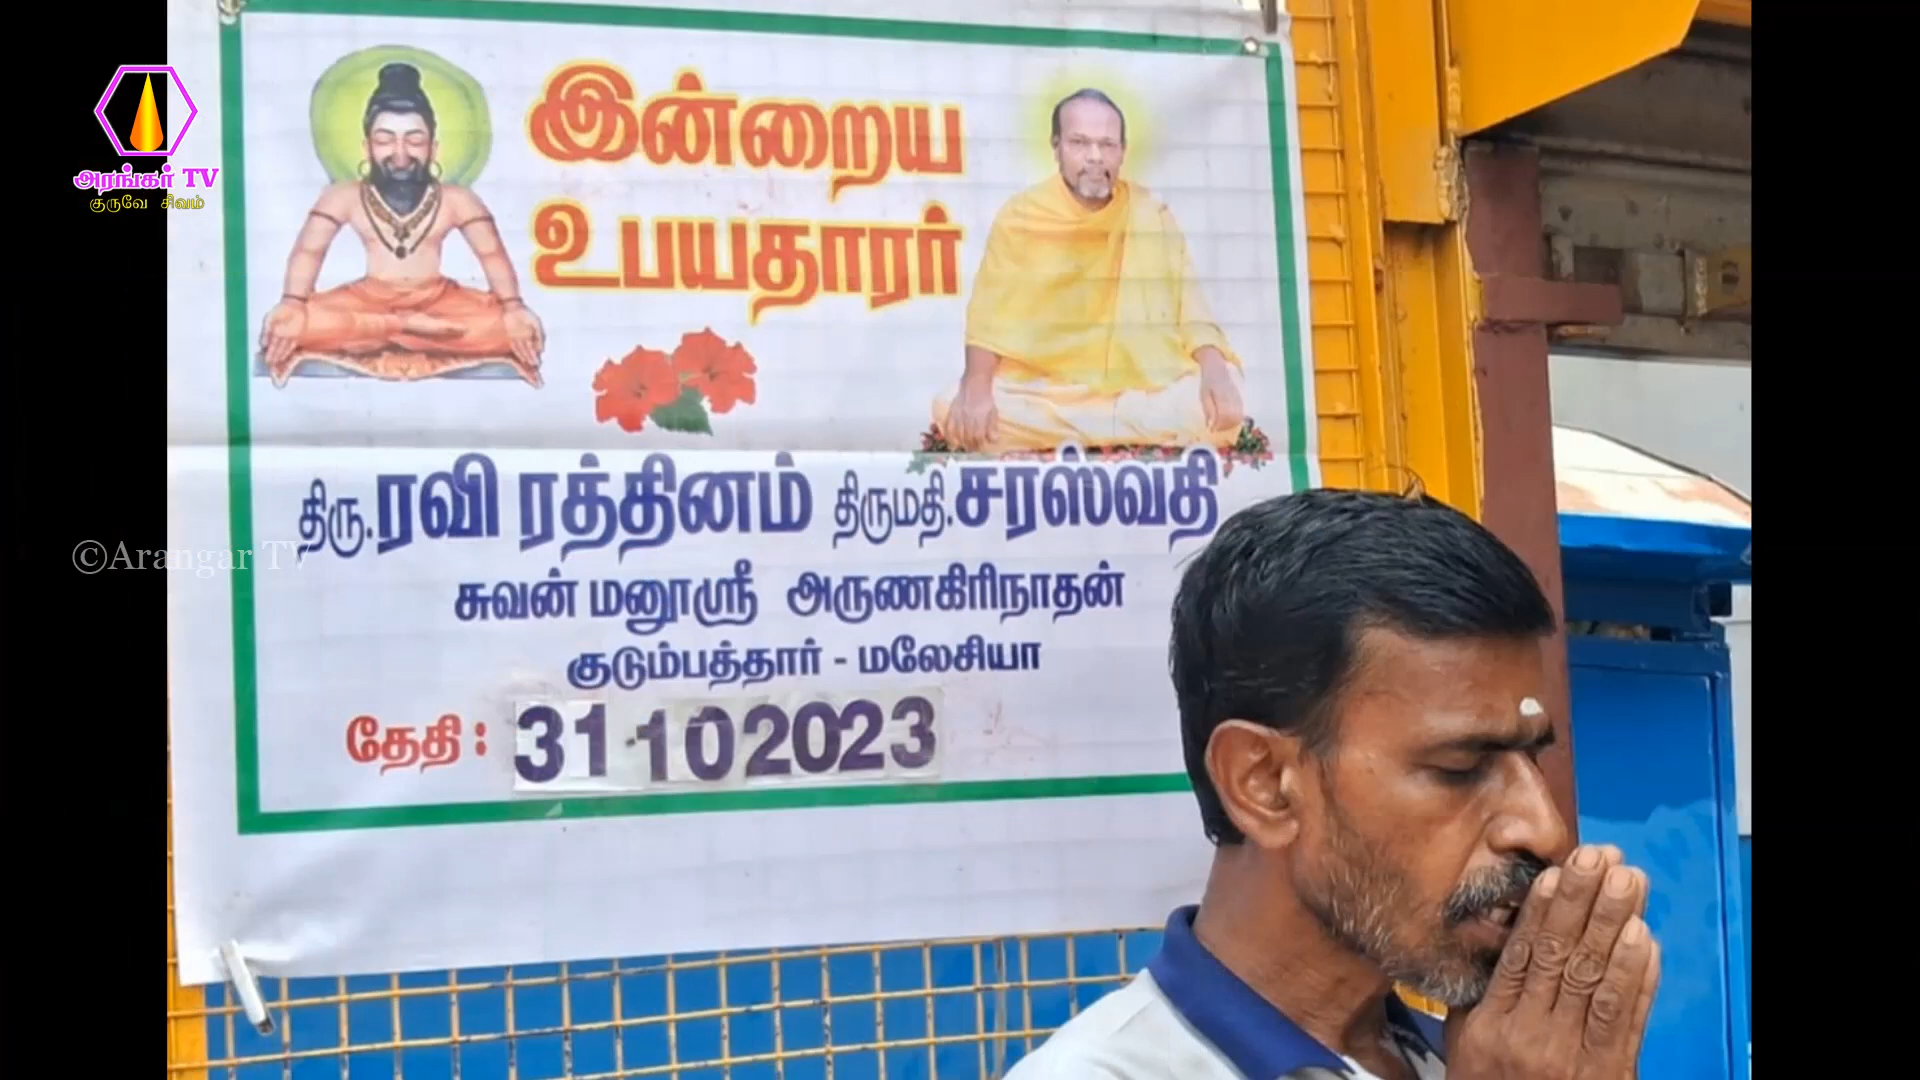 அரங்கர் TV
குருவே சிவம்
இன்றைய
உபயதாரர்
திரு. ரவி ரத்தினம் திருமதி. சரஸ்வதி
©Arangar TV
சுவன் மனூஸ்ரீ அருணகிரிநாதன்
குடும்பத்தார் - மலேசியா
தேதி : 31.10 2023